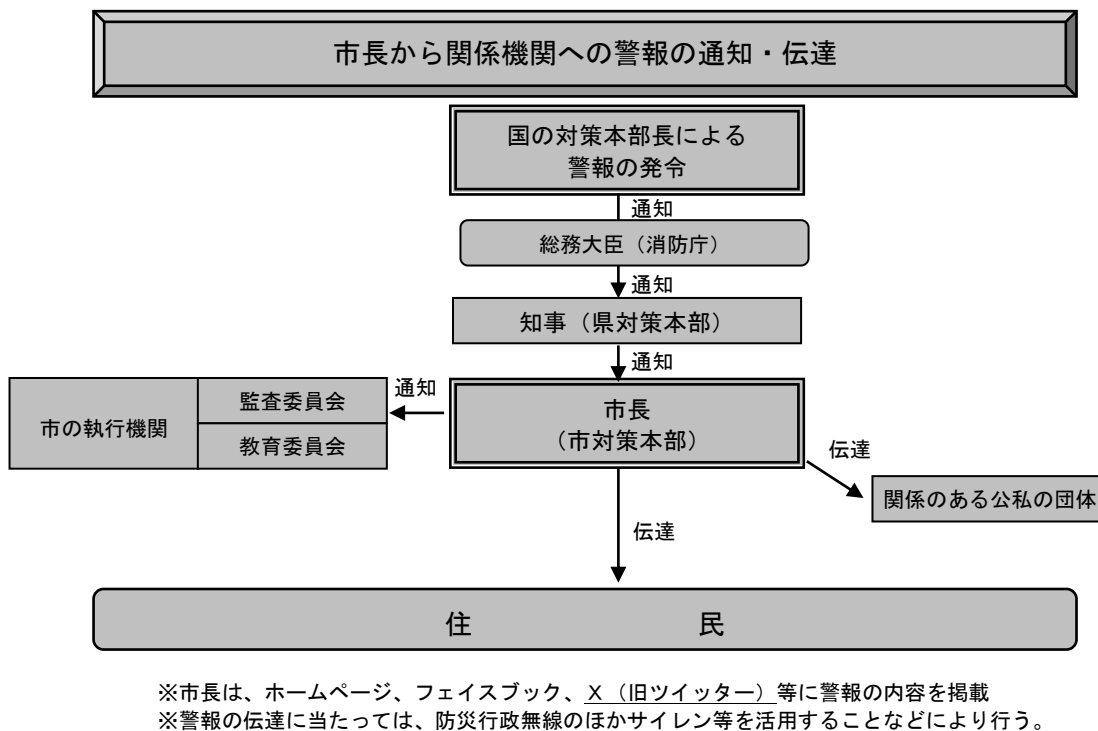 市長から関係機関への警報の通知・伝達
国の対策本部長による
警報の発令
通知
総務大臣（消防庁）
通知
知事（県対策本部）
通知
市の執行機関
監査委員会
教育委員会
通知
市長
（市対策本部）
伝達
関係のある公私の団体
伝達
住　　　　　　民
※市長は、ホームページ、フェイスブック、Ｘ（旧ツイッター）等に警報の内容を掲載
※警報の伝達に当たっては、防災行政無線のほかサイレン等を活用することなどにより行う。